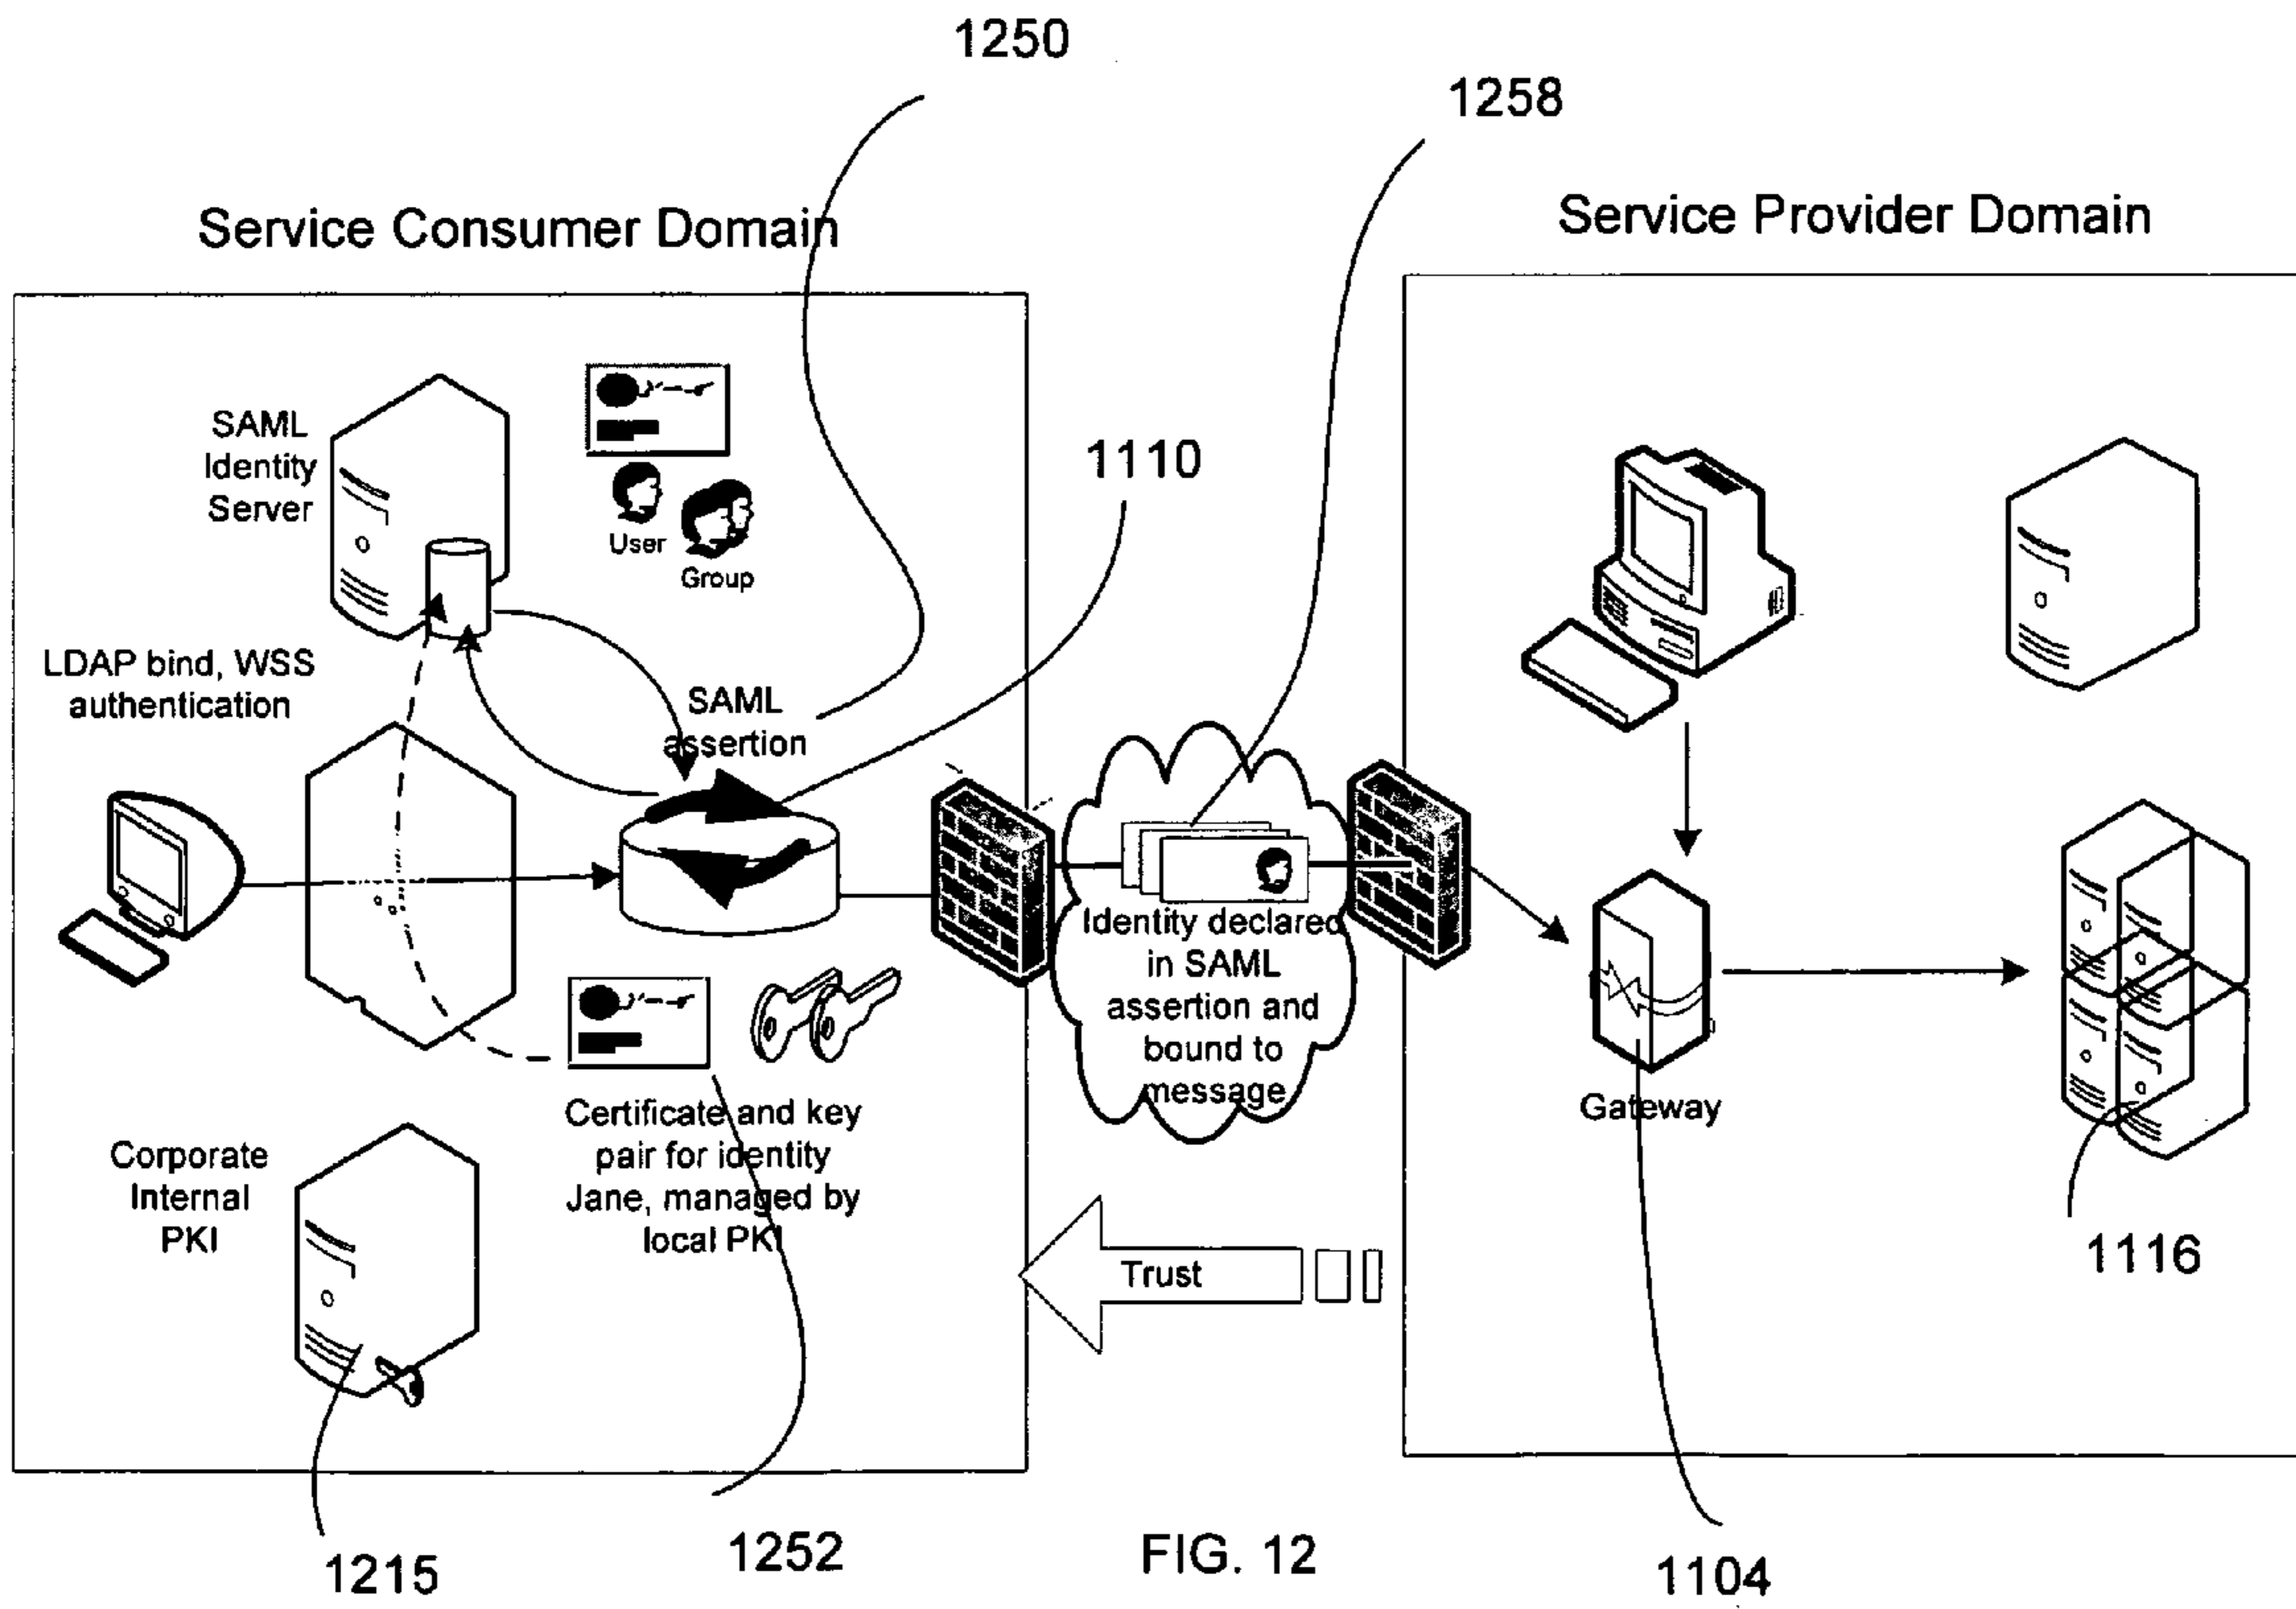 1250
1258
Service Consumer Domain
Service Provider Domain
SAML
Identity
Server
User
Group
1110
LDAP bind, WSS
authentication
SAML
assertion
Identity declared
in SAML
assertion and
bound to
message
Gateway
Certificate and key
pair for identity
Jane, managed by
local PKI
Corporate
Internal
PKI
Trust
1116
1215
1252
FIG. 12
1104